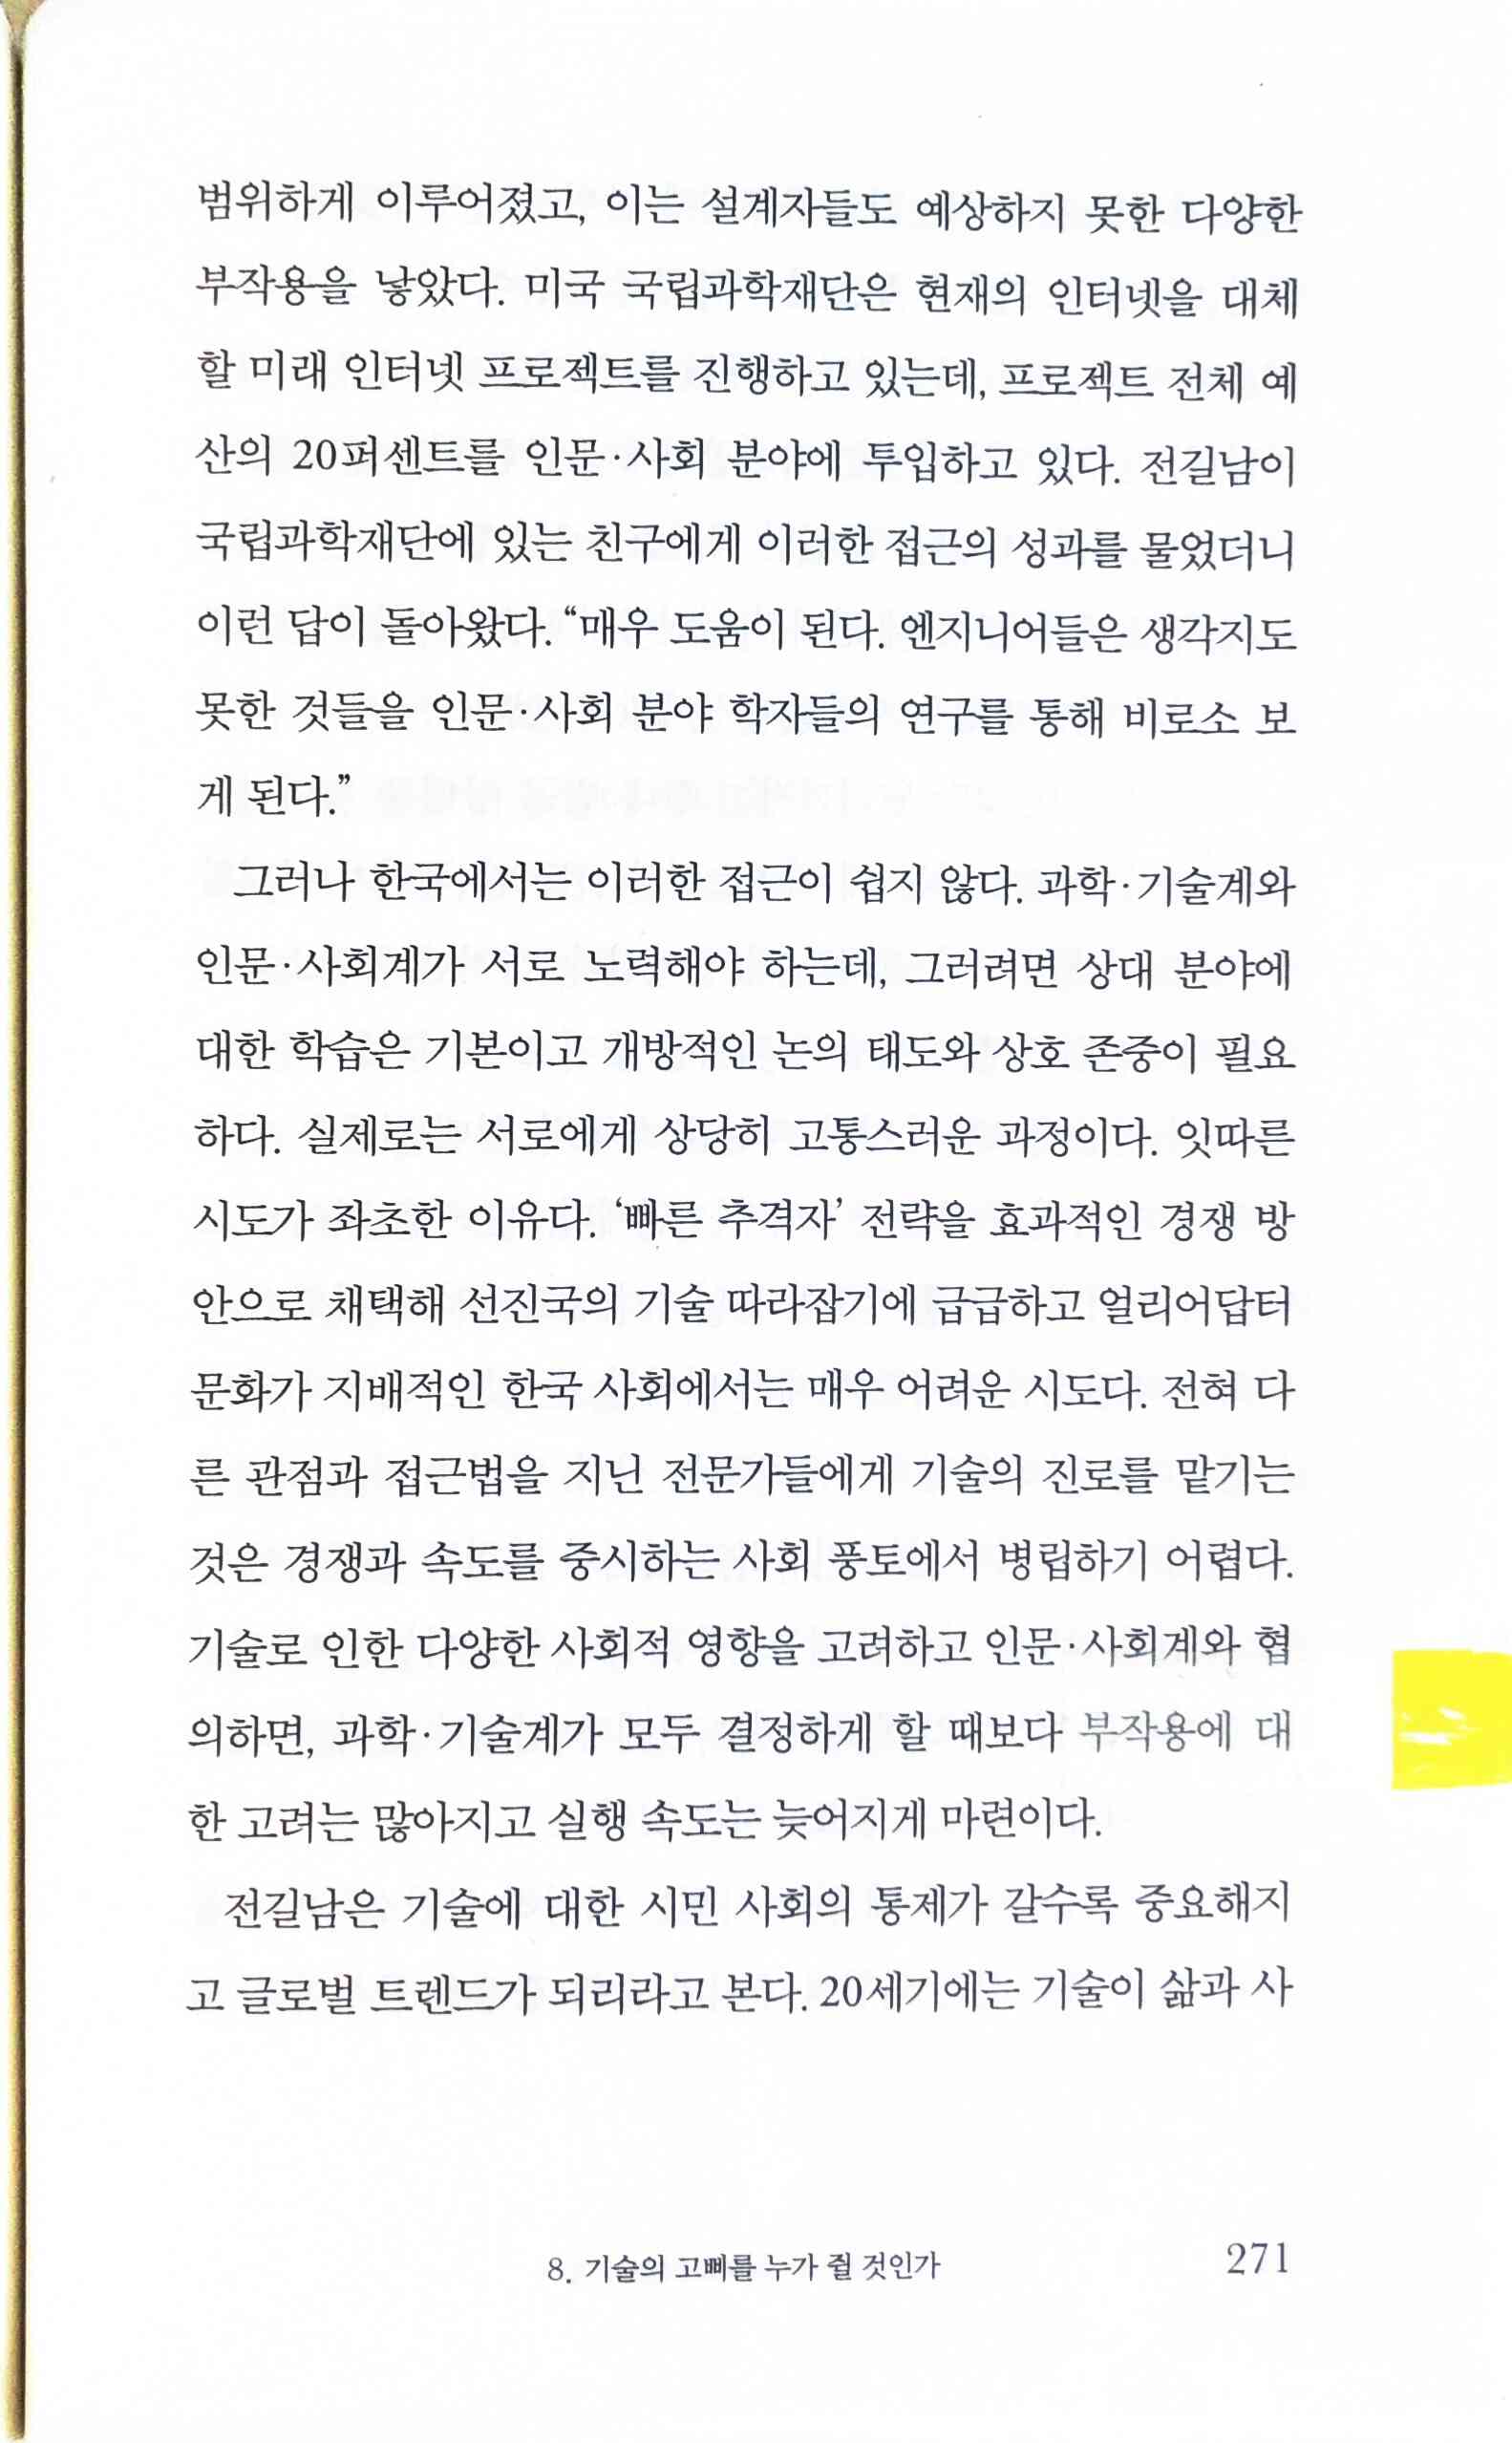 범위하게 이루어졌고, 이는 설계자들도 예상하지 못한 다양한
부작용을 낳았다. 미국 국립과학재단은 현재의 인터넷을 대체
할 미래 인터넷 프로젝트를 진행하고 있는데, 프로젝트 전체 예
산의 20퍼센트를 인문·사회 분야에 투입하고 있다. 전길남이
국립과학재단에 있는 친구에게 이러한 접근의 성과를 물었더니
이런 답이 돌아왔다. “매우 도움이 된다. 엔지니어들은 생각지도
못한 것들을 인문·사회 분야 학자들의 연구를 통해 비로소 보
게 된다.”
그러나 한국에서는 이러한 접근이 쉽지 않다. 과학·기술계와
인문·사회계가 서로 노력해야 하는데, 그러려면 상대 분야에
대한 학습은 기본이고 개방적인 논의 태도와 상호 존중이 필요
하다. 실제로는 서로에게 상당히 고통스러운 과정이다. 잇따른
시도가 좌초한 이유다. ‘빠른 추격자’ 전략을 효과적인 경쟁 방
안으로 채택해 선진국의 기술 따라잡기에 급급하고 얼리어답터
문화가 지배적인 한국 사회에서는 매우 어려운 시도다. 전혀 다
른 관점과 접근법을 지닌 전문가들에게 기술의 진로를 맡기는
것은 경쟁과 속도를 중시하는 사회 풍토에서 병립하기 어렵다.
기술로 인한 다양한 사회적 영향을 고려하고 인문·사회계와 협
의하면, 과학·기술계가 모두 결정하게 할 때보다 부작용에 대
한 고려는 많아지고 실행 속도는 늦어지게 마련이다.
전길남은 기술에 대한 시민 사회의 통제가 갈수록 중요해지
고 글로벌 트렌드가 되리라고 본다. 20세기에는 기술이 삶과 사
8. 기술의 고삐를 누가 쥘 것인가
271